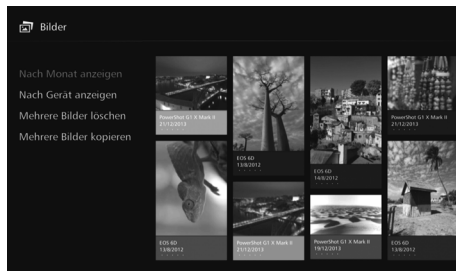 Bilder
Nach Monat anzeigen
Nach Gerät anzeigen
Mehrere Bilder löschen
Mehrere Bilder kopieren
PowerShot G1 X Mark II
21/12/2013
EOS 6D
13/8/2012
EOS 6D
13/8/2012
PowerShot G1 X Mark II
21/12/2013
EOS 6D
14/8/2012
PowerShot G1 X Mark II
19/12/2013
PowerShot G1 X Mark II
21/12/2013
EOS 6D
13/8/2012